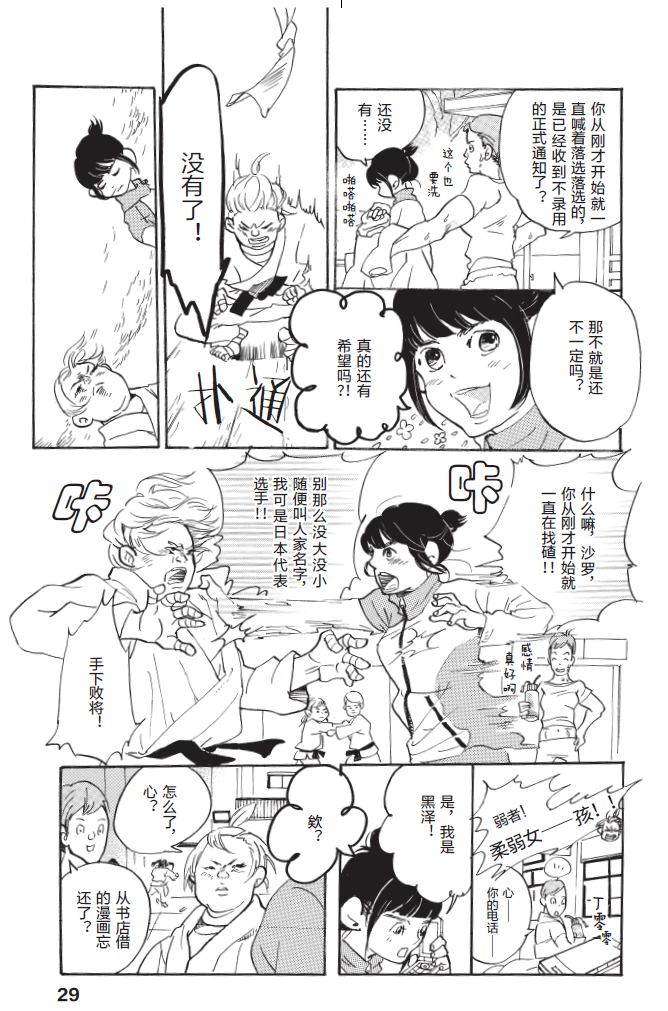 你从刚才开始就一
直喊着落选落选的，
是已经收到不录用
的正式通知了？
这个也
要洗
还没
有……
啪嗒啪嗒
那不就是还
不一定吗？
真的还有
希望吗？！
没有了！
扑通
什么嘛，沙罗，
你从刚才开始就
一直在找碴！！
咔
别那么没大没小
随便叫人家名字，
我可是日本代表
选手！！
咔
手下败将！
感情
真好啊
弱者！
柔弱女——孩！！
心——
你的电话——
丁零零
是，我是
黑泽！
欸？
怎么了，
心？
从书店借
的漫画忘
还了？
29